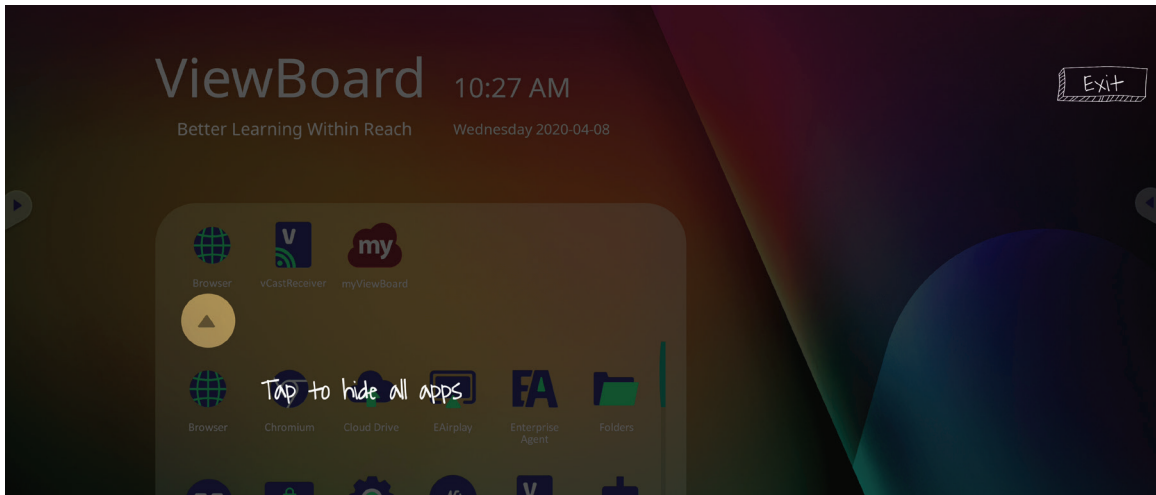 ViewBoard 10:27 AM
Exit
Better Learning Within Reach Wednesday 2020-04-08
V my
Browser vCastReceiver myViewBoard
Tap to hide all apps
EA
Browser Chromium Cloud Drive EAirplay Enterprise Agent Folders
V